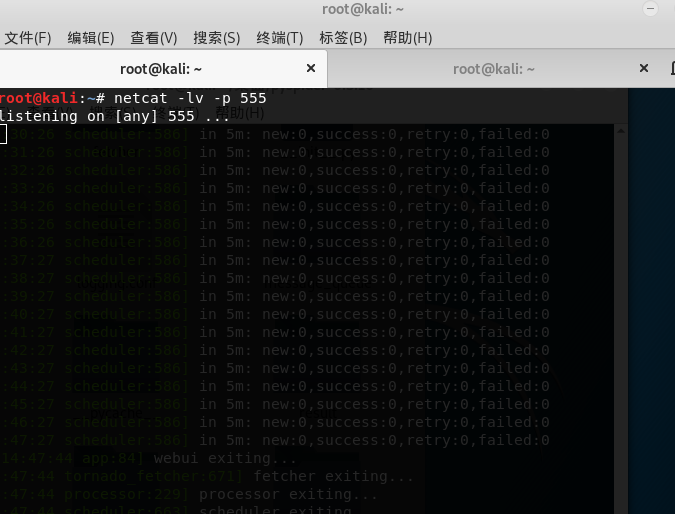 root@kali: ~
文件(F) 编辑(E) 查看(V) 搜索(S) 终端(T) 标签(B) 帮助(H)
root@kali: ~ × root@kali: ~ ×
root@kali:~# netcat -lv -p 555
listening on [any] 555 ...
:30:26 scheduler:586] in 5m: new:0,success:0,retry:0,failed:0
:31:26 scheduler:586] in 5m: new:0,success:0,retry:0,failed:0
:32:26 scheduler:586] in 5m: new:0,success:0,retry:0,failed:0
:33:26 scheduler:586] in 5m: new:0,success:0,retry:0,failed:0
:34:26 scheduler:586] in 5m: new:0,success:0,retry:0,failed:0
:35:26 scheduler:586] in 5m: new:0,success:0,retry:0,failed:0
:36:26 scheduler:586] in 5m: new:0,success:0,retry:0,failed:0
:37:27 scheduler:586] in 5m: new:0,success:0,retry:0,failed:0
:38:27 scheduler:586] in 5m: new:0,success:0,retry:0,failed:0
:39:27 scheduler:586] in 5m: new:0,success:0,retry:0,failed:0
:40:27 scheduler:586] in 5m: new:0,success:0,retry:0,failed:0
:41:27 scheduler:586] in 5m: new:0,success:0,retry:0,failed:0
:42:27 scheduler:586] in 5m: new:0,success:0,retry:0,failed:0
:43:27 scheduler:586] in 5m: new:0,success:0,retry:0,failed:0
:44:27 scheduler:586] in 5m: new:0,success:0,retry:0,failed:0
:45:27 scheduler:586] in 5m: new:0,success:0,retry:0,failed:0
:46:27 scheduler:586] in 5m: new:0,success:0,retry:0,failed:0
:47:27 scheduler:586] in 5m: new:0,success:0,retry:0,failed:0
14:47:44 app:84] webui exiting...
:47:44 tornado_fetcher:671] fetcher exiting...
:47:44 processor:229] processor exiting...
scheduler exiting